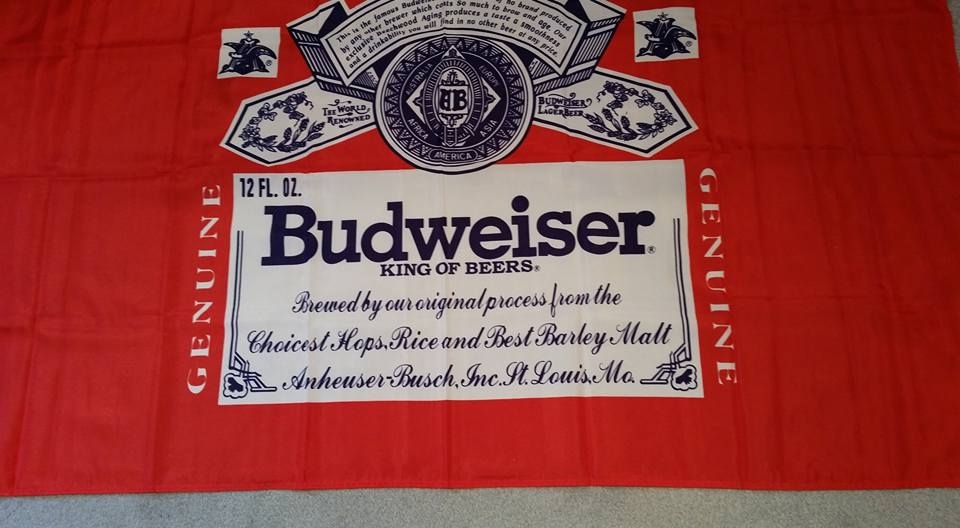 This is the famous Budweiser of no brand produced
by any other brewer which costs So much to brow and age. Our
exclusive Beechwood Aging produces a taste a smoothness
and a drinkability you will find in no other beer at any price.
®
®
AUSTRALIA EUROPE
AFRICA ASIA
AMERICA
THE WORLD
RENOWNED
BUDWEISER
LAGER BEER
12 FL. OZ.
Budweiser®
KING OF BEERS®
Brewed by our original process from the
Choicest Hops, Rice and Best Barley Malt
Anheuser-Busch, Inc. St. Louis, Mo.
GENUINE
GENUINE